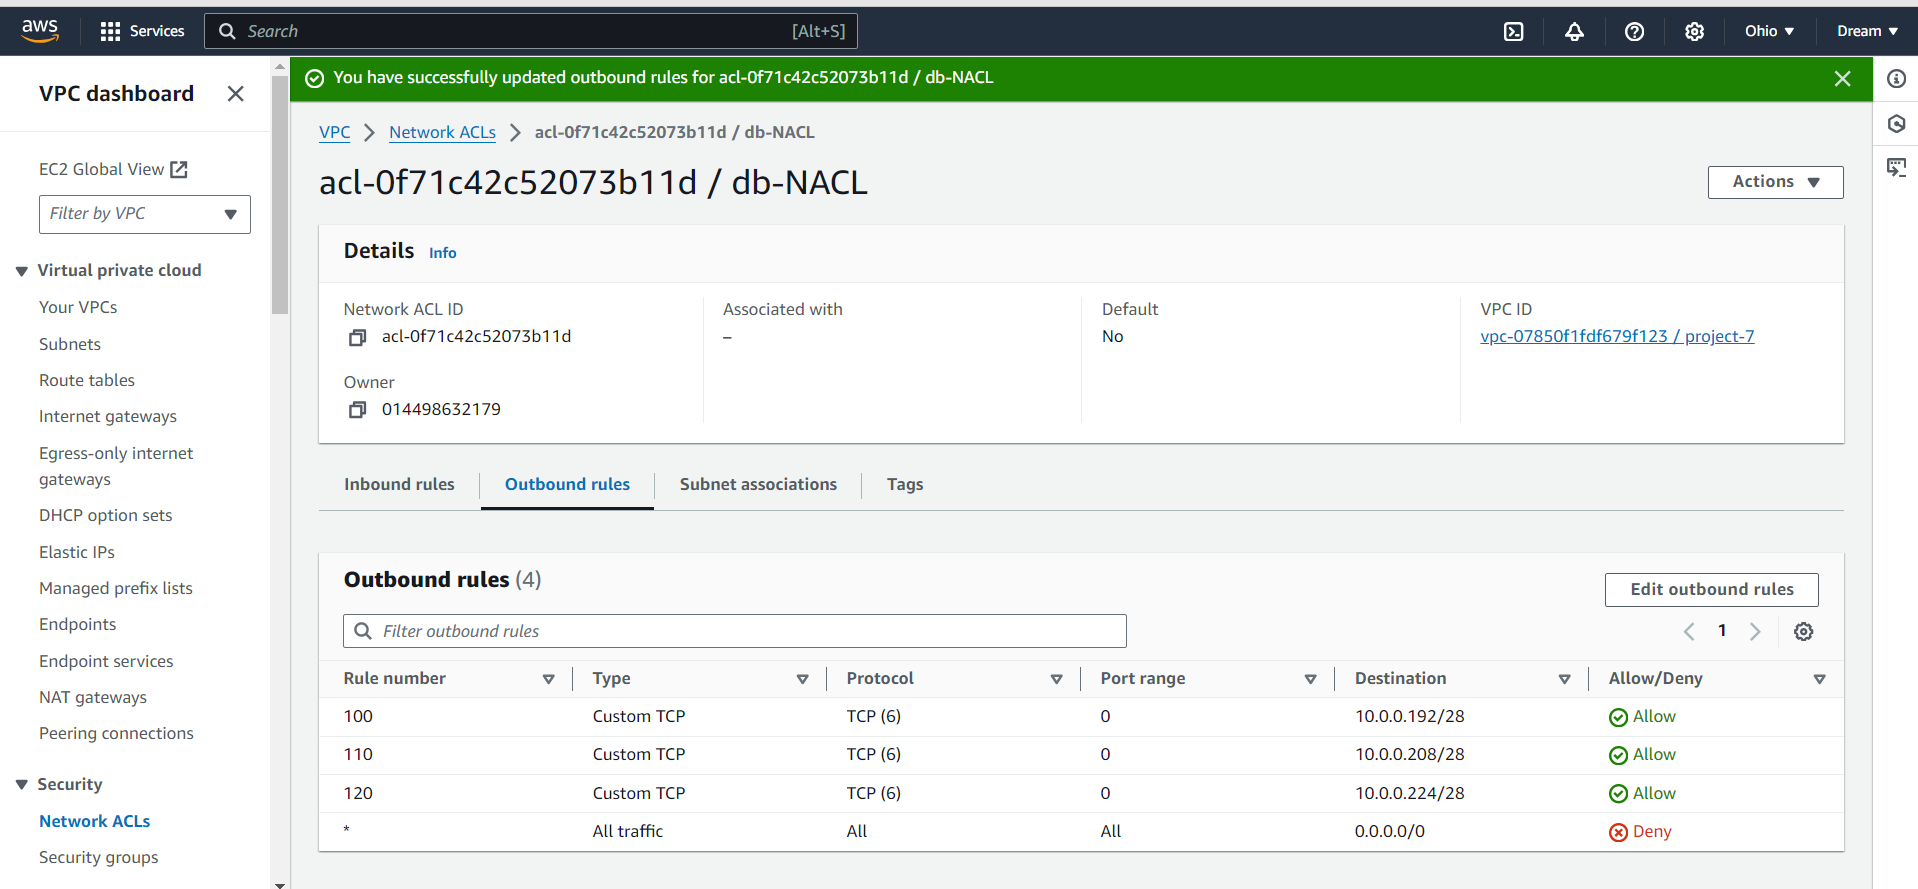 aws Services Search [Alt+S] Ohio Dream
VPC dashboard
EC2 Global View
Filter by VPC
Virtual private cloud
Your VPCs
Subnets
Route tables
Internet gateways
Egress-only internet
gateways
DHCP option sets
Elastic IPs
Managed prefix lists
Endpoints
Endpoint services
NAT gateways
Peering connections
Security
Network ACLs
Security groups
You have successfully updated outbound rules for acl-0f71c42c52073b11d / db-NACL
VPC > Network ACLs > acl-0f71c42c52073b11d / db-NACL
acl-0f71c42c52073b11d / db-NACL Actions
Details Info
Network ACL ID Associated with Default VPC ID
acl-0f71c42c52073b11d – No vpc-07850f1fdf679f123 / project-7
Owner
014498632179
Inbound rules Outbound rules Subnet associations Tags
Outbound rules (4) Edit outbound rules
Filter outbound rules 1
Rule number Type Protocol Port range Destination Allow/Deny
100 Custom TCP TCP (6) 0 10.0.0.192/28 Allow
110 Custom TCP TCP (6) 0 10.0.0.208/28 Allow
120 Custom TCP TCP (6) 0 10.0.0.224/28 Allow
* All traffic All All 0.0.0.0/0 Deny